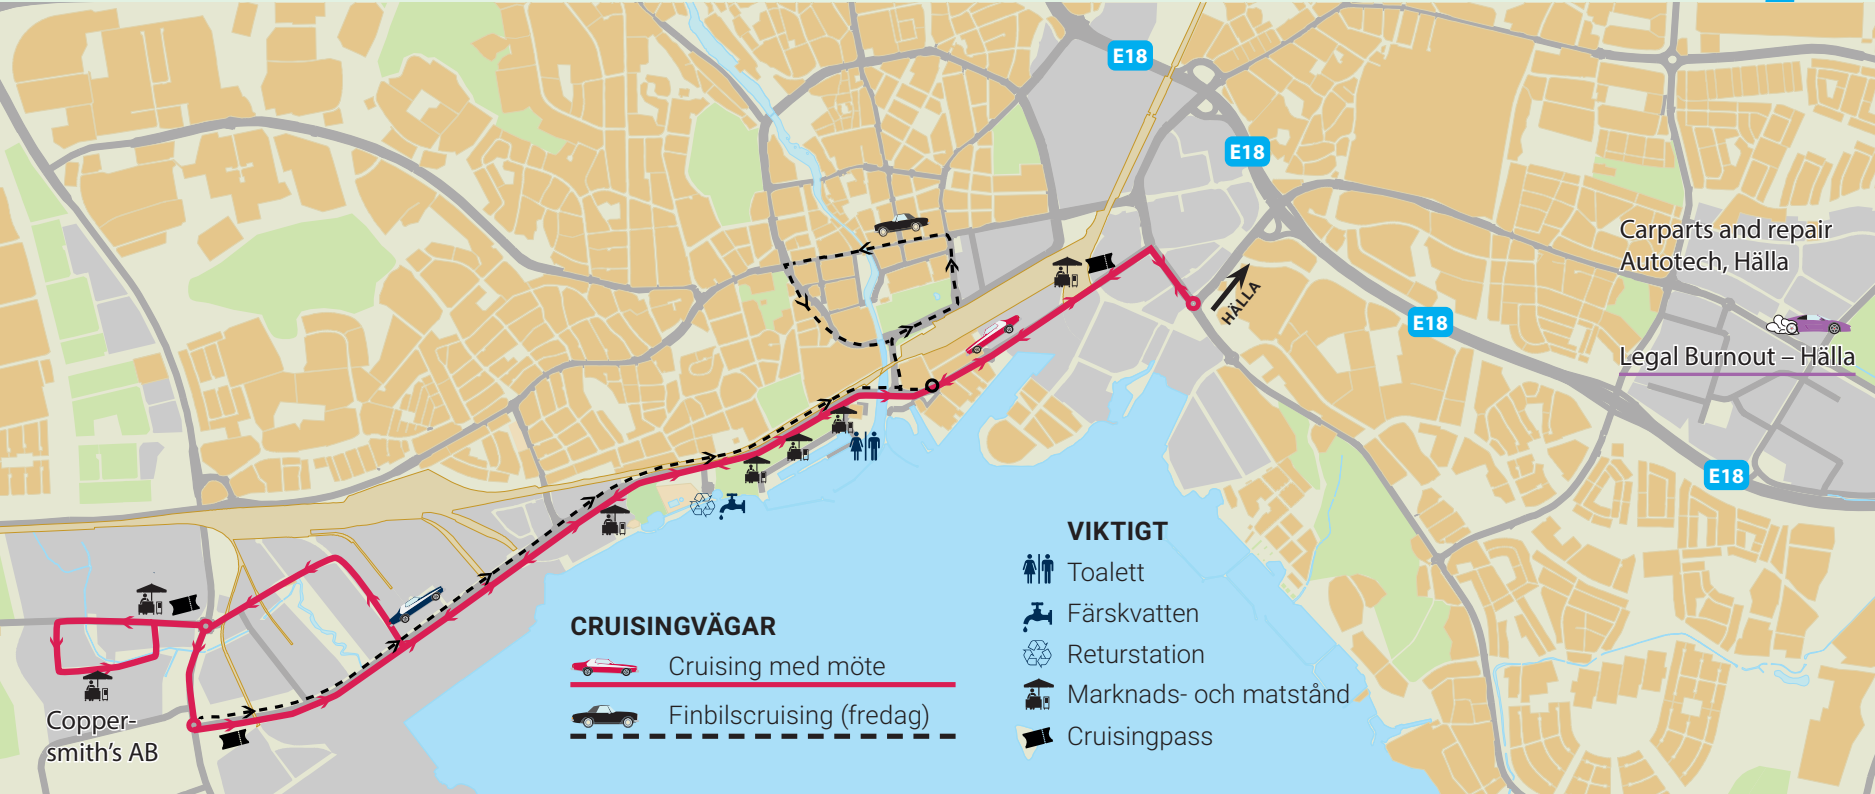 E18
E18
Carparts and repair
Autotech, Hälla
HÄLLA
E18
Legal Burnout – Hälla
E18
VIKTIGT
Toalett
Färskvatten
Returstation
Marknads- och matstånd
Cruisingpass
CRUISINGVÄGAR
Cruising med möte
Finbilscruising (fredag)
Copper-
smith's AB